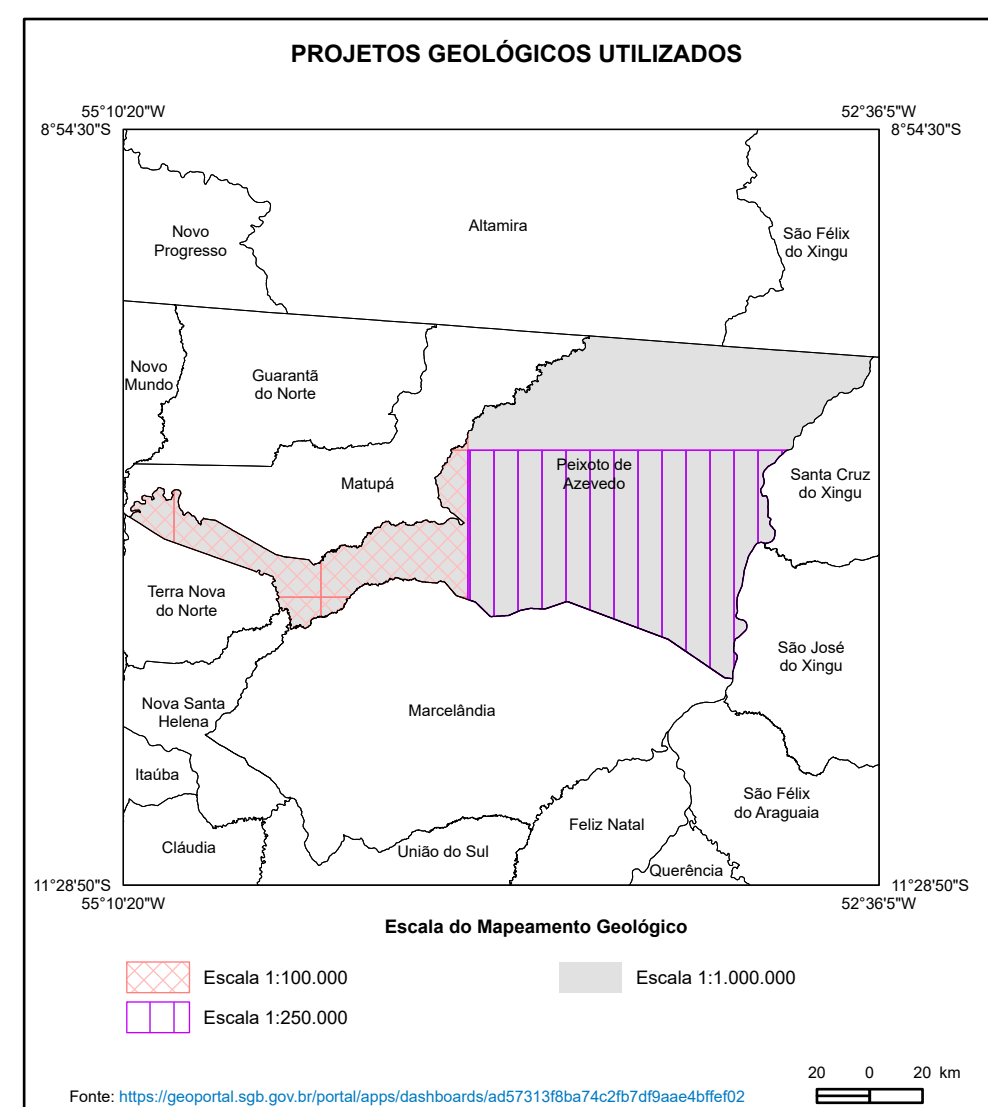 PROJETOS GEOLÓGICOS UTILIZADOS
55°10'20"W
52°36'5"W
8°54'30"S
8°54'30"S
Altamira
Novo
Progresso
São Félix
do Xingu
Novo
Mundo
Guarantã
do Norte
Peixoto de
Azevedo
Matupá
Santa Cruz
do Xingu
Terra Nova
do Norte
São José
do Xingu
Nova Santa
Helena
Marcelândia
Itaúba
São Félix
do Araguaia
Cláudia
União do Sul
Feliz Natal
Querência
11°28'50"S
11°28'50"S
55°10'20"W
52°36'5"W
Escala do Mapeamento Geológico
Escala 1:100.000
Escala 1:1.000.000
Escala 1:250.000
20 0 20 km
Fonte: https://geoportal.sgb.gov.br/portal/apps/dashboards/ad57313f8ba74c2fb7df9aae4bffef02